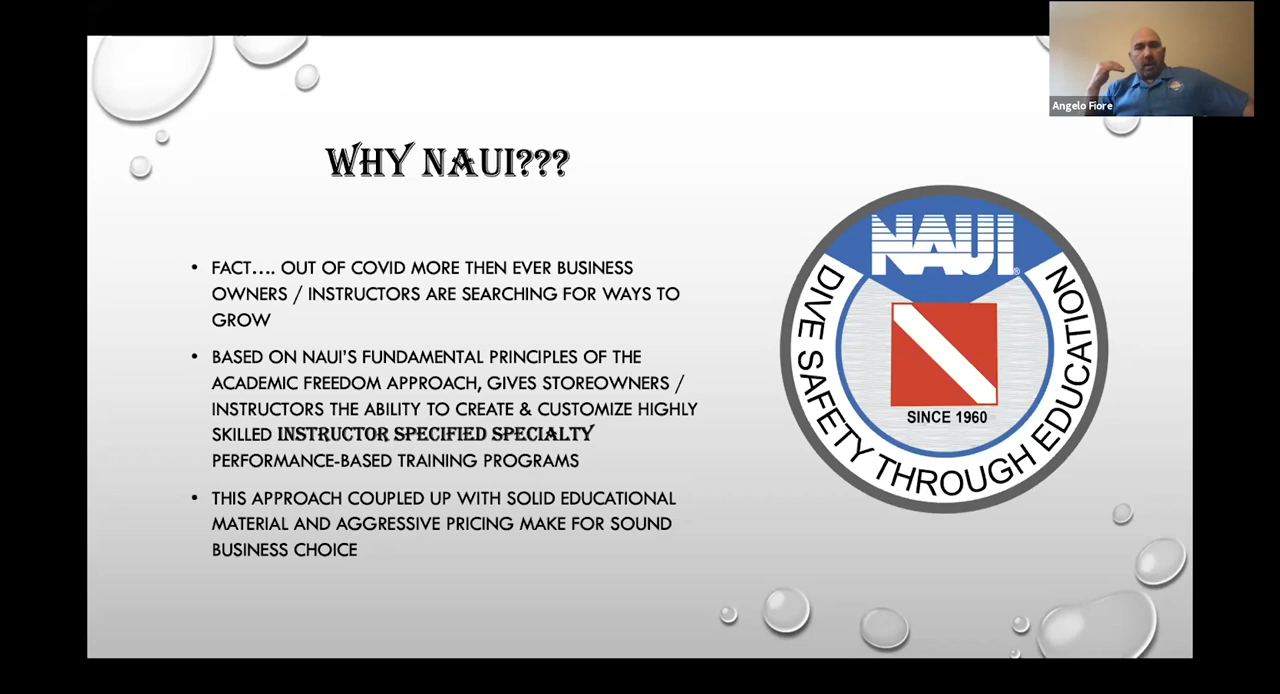 Angelo Fiore
WHY NAUI???
• FACT.... OUT OF COVID MORE THEN EVER BUSINESS
OWNERS / INSTRUCTORS ARE SEARCHING FOR WAYS TO
GROW
• BASED ON NAUI'S FUNDAMENTAL PRINCIPLES OF THE
ACADEMIC FREEDOM APPROACH, GIVES STOREOWNERS /
INSTRUCTORS THE ABILITY TO CREATE & CUSTOMIZE HIGHLY
SKILLED INSTRUCTOR SPECIFIED SPECIALTY
PERFORMANCE-BASED TRAINING PROGRAMS
• THIS APPROACH COUPLED UP WITH SOLID EDUCATIONAL
MATERIAL AND AGGRESSIVE PRICING MAKE FOR SOUND
BUSINESS CHOICE
NAUI®
DIVE SAFETY THROUGH EDUCATION
SINCE 1960